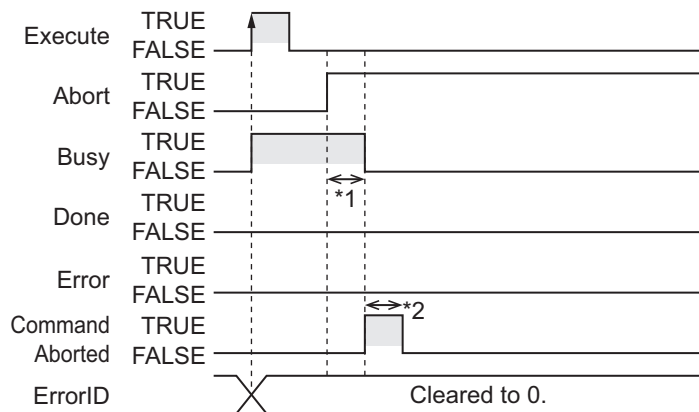 Execute TRUE
FALSE
Abort TRUE
FALSE
Busy TRUE
FALSE
*1
Done TRUE
FALSE
Error TRUE
FALSE
*2
Command TRUE
Aborted FALSE
ErrorID Cleared to 0.